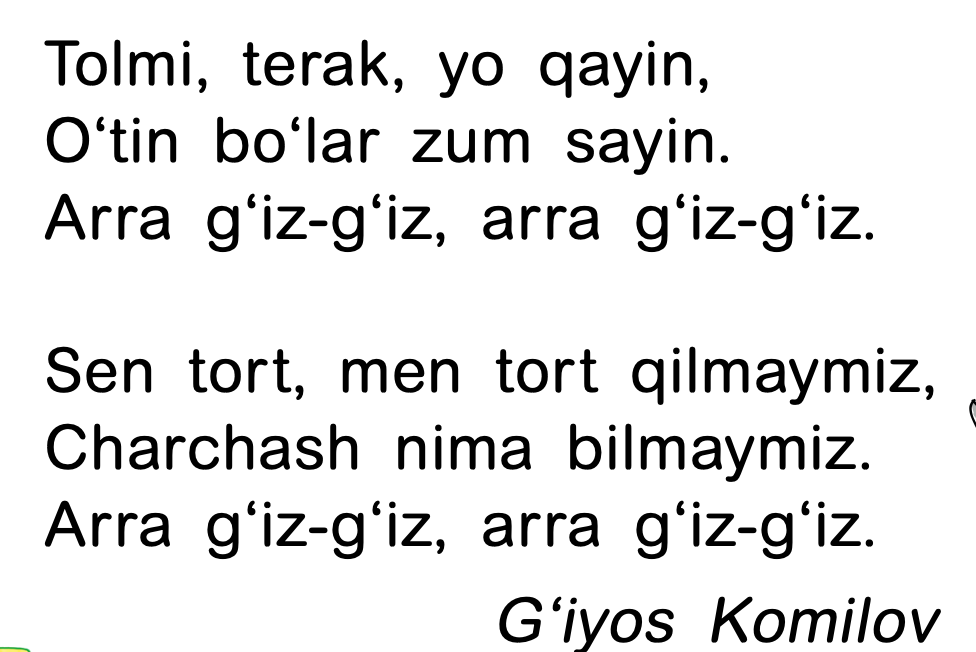 Tolmi, terak, yo qayin,
O‘tin bo‘lar zum sayin.
Arra g‘iz-g‘iz, arra g‘iz-g‘iz.
Sen tort, men tort qilmaymiz,
Charchash nima bilmaymiz.
Arra g‘iz-g‘iz, arra g‘iz-g‘iz.
G‘iyos Komilov